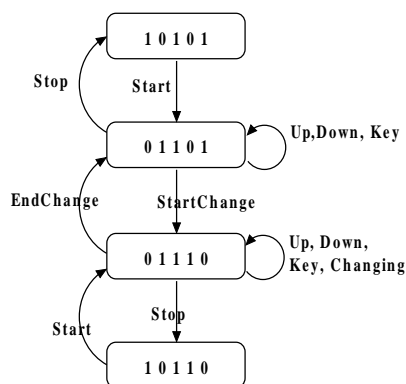 1 0 1 0 1
Stop
Start
0 1 1 0 1
Up,Down, Key
EndChange
StartChange
0 1 1 1 0
Up, Down,
Key, Changing
Start
Stop
1 0 1 1 0